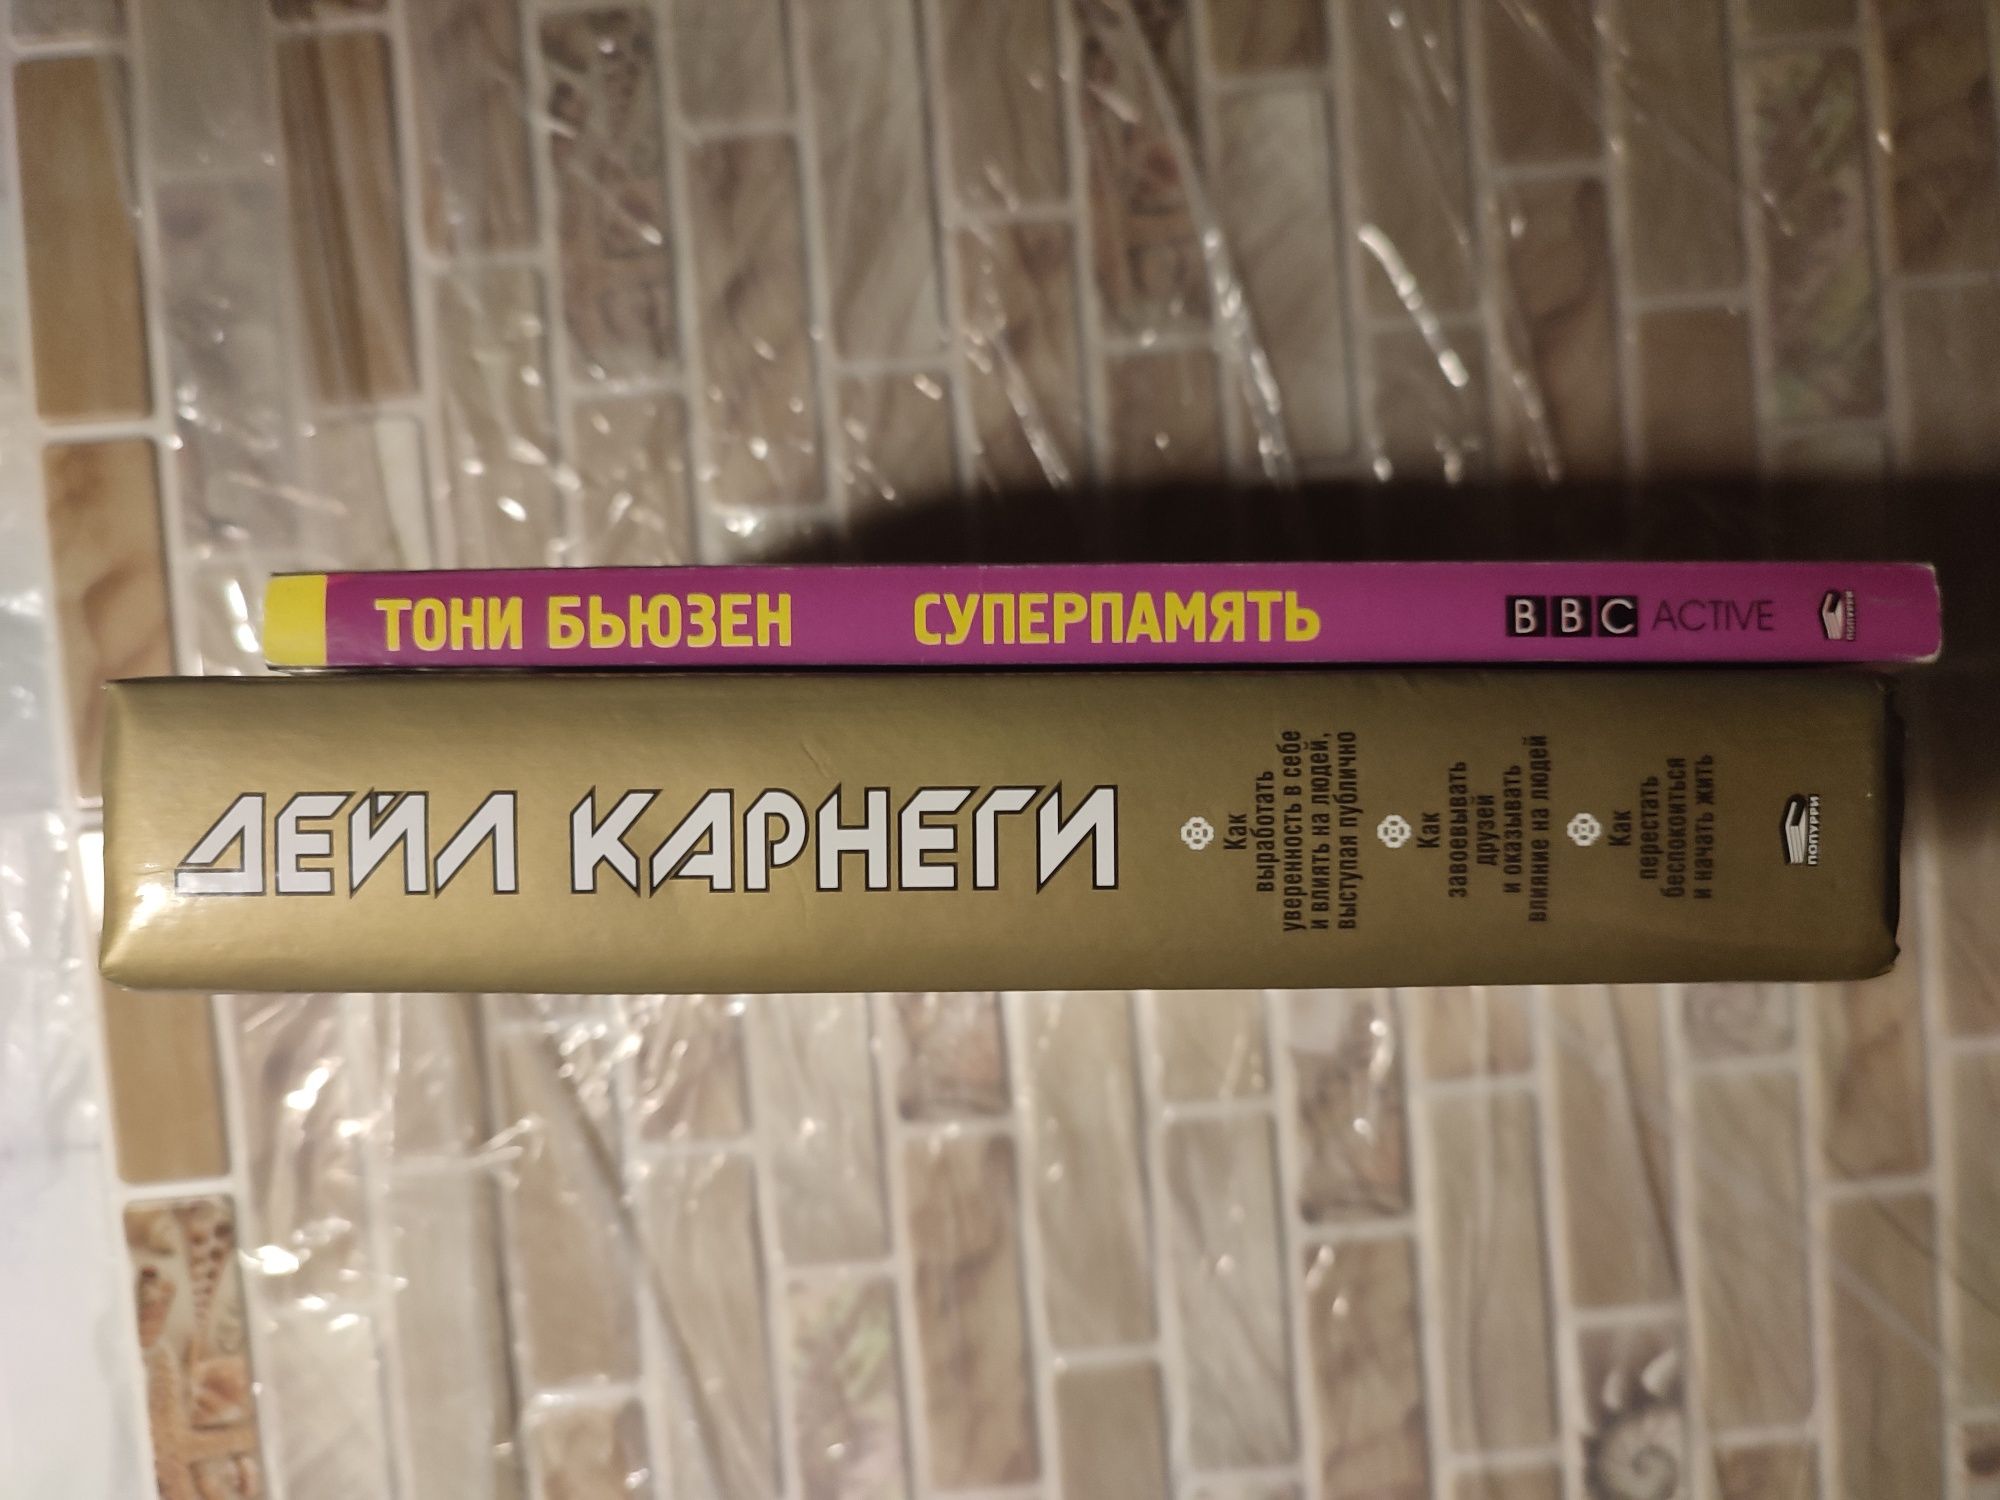 ТОНИ БЬЮЗЕН СУПЕРПАМЯТЬ BBC ACTIVE ПОПУРРИ
ДЕЙЛ КАРНЕГИ
Как
выработать
уверенность в себе
и влиять на людей,
выступая публично
Как
завоевывать
друзей
и оказывать
влияние на людей
Как
перестать
беспокоиться
и начать жить
ПОПУРРИ